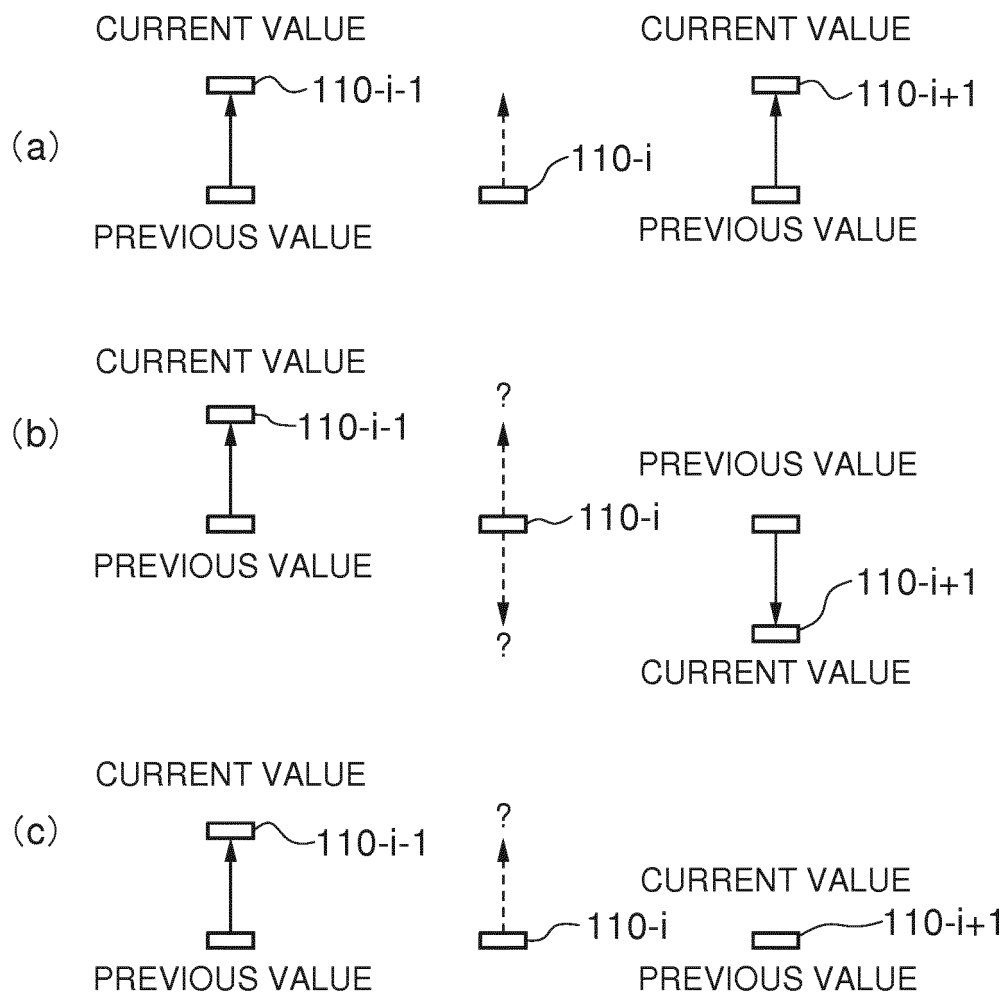 CURRENT VALUE CURRENT VALUE
110-i-1 110-i+1
(a) 110-i
PREVIOUS VALUE PREVIOUS VALUE
CURRENT VALUE
?
(b) 110-i-1
PREVIOUS VALUE
110-i
PREVIOUS VALUE
110-i+1
?
CURRENT VALUE
CURRENT VALUE
?
(c) 110-i-1
CURRENT VALUE
110-i 110-i+1
PREVIOUS VALUE PREVIOUS VALUE